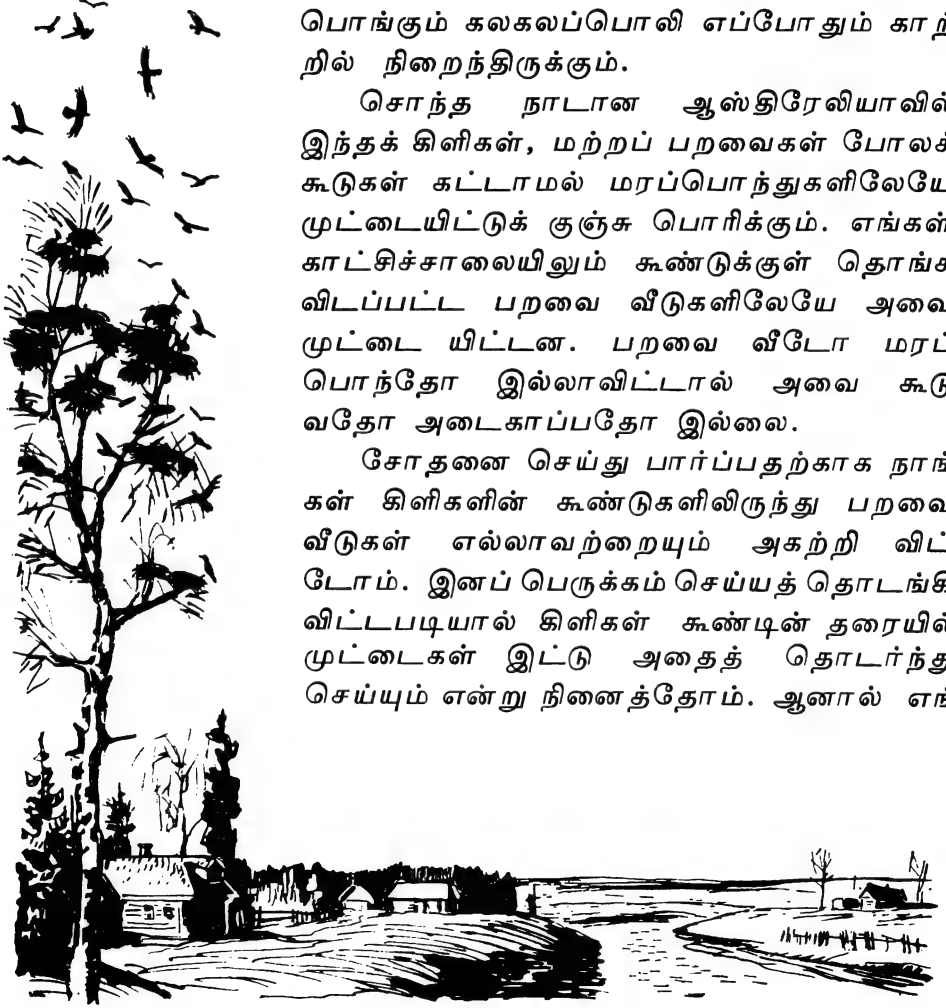 பொங்கும் கலகலப்பொலி எப்போதும் காற்
றில் நிறைந்திருக்கும்.
சொந்த நாடான ஆஸ்திரேலியாவில்
இந்தக் கிளிகள், மற்றப் பறவைகள் போலக்
கூடுகள் கட்டாமல் மரப்பொந்துகளிலேயே
முட்டையிட்டுக் குஞ்சு பொரிக்கும். எங்கள்
காட்சிச்சாலையிலும் கூண்டுக்குள் தொங்க
விடப்பட்ட பறவை வீடுகளிலேயே அவை
முட்டை யிட்டன. பறவை வீடோ மரப்
பொந்தோ இல்லாவிட்டால் அவை கூடு
வதோ அடைகாப்பதோ இல்லை.
சோதனை செய்து பார்ப்பதற்காக நாங்
கள் கிளிகளின் கூண்டுகளிலிருந்து பறவை
வீடுகள் எல்லாவற்றையும் அகற்றி விட்
டோம். இனப் பெருக்கம் செய்யத் தொடங்கி
விட்டபடியால் கிளிகள் கூண்டின் தரையில்
முட்டைகள் இட்டு அதைத் தொடர்ந்து
செய்யும் என்று நினைத்தோம். ஆனால் எங்